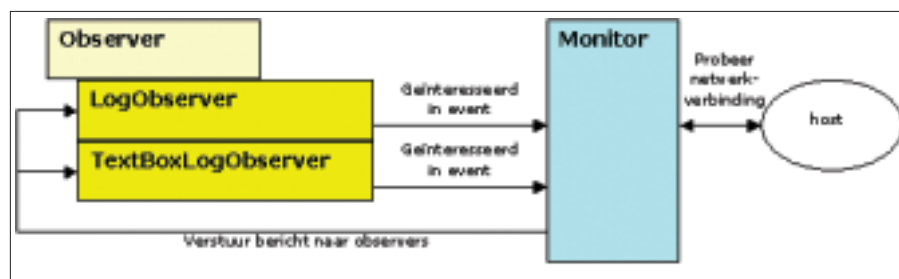 Observer
Monitor
LogObserver
Geïnteresseerd
in event
Probeer
netwerk-
verbinding
host
TextBoxLogObserver
Geïnteresseerd
in event
Verstuur bericht naar observers